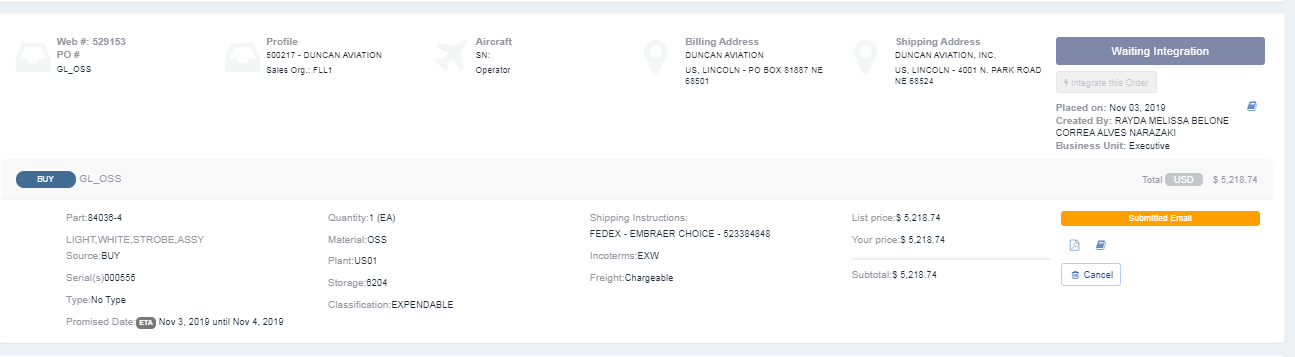 Web #: 529153
PO #
GL_OSS
Profile
500217 - DUNCAN AVIATION
Sales Org.: FLL1
Aircraft
SN:
Operator
Billing Address
DUNCAN AVIATION
US, LINCOLN - PO BOX 81887 NE
68501
Shipping Address
DUNCAN AVIATION, INC.
US, LINCOLN - 4001 N. PARK ROAD
NE 68524
Waiting Integration
Integrate this Order
Placed on: Nov 03, 2019
Created By: RAYDA MELISSA BELONE
CORREA ALVES NARAZAKI
Business Unit: Executive
BUY GL_OSS
Total USD $ 5,218.74
Part:84036-4
LIGHT,WHITE,STROBE,ASSY
Source:BUY
Serial(s)000555
Type:No Type
Promised Date:ETA Nov 3, 2019 until Nov 4, 2019
Quantity:1 (EA)
Material:OSS
Plant:US01
Storage:6204
Classification:EXPENDABLE
Shipping Instructions:
FEDEX - EMBRAER CHOICE - 523384848
Incoterms:EXW
Freight:Chargeable
List price:$ 5,218.74
Your price:$ 5,218.74
Subtotal:$ 5,218.74
Submitted Email
Cancel